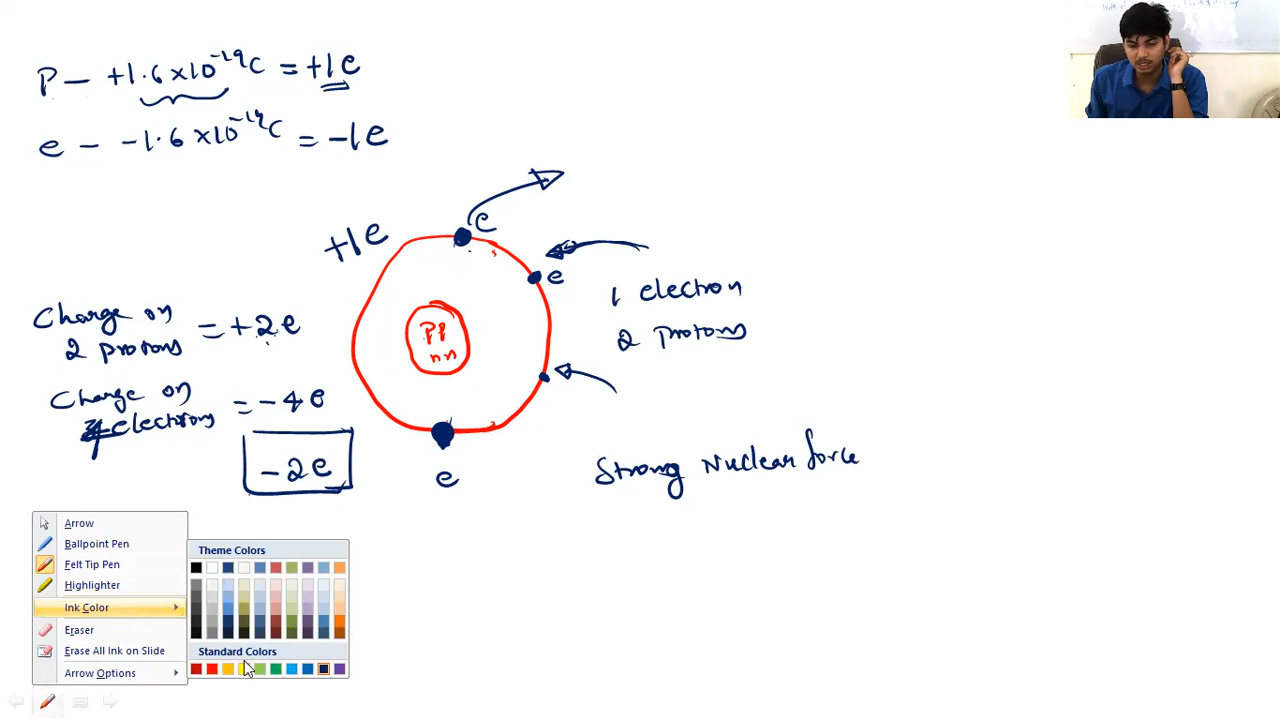 P – +1.6×10⁻¹⁹C = +1e
e – -1.6×10⁻¹⁹C = -1e
+1e
e
e
1 electron
2 Protons
PP
nn
Charge on
2 protons = +2e
Charge on
4 electrons = -4e
-2e
e
Strong Nuclear force
Arrow
Ballpoint Pen
Felt Tip Pen
Highlighter
Ink Color
Eraser
Erase All Ink on Slide
Arrow Options
Theme Colors
Standard Colors